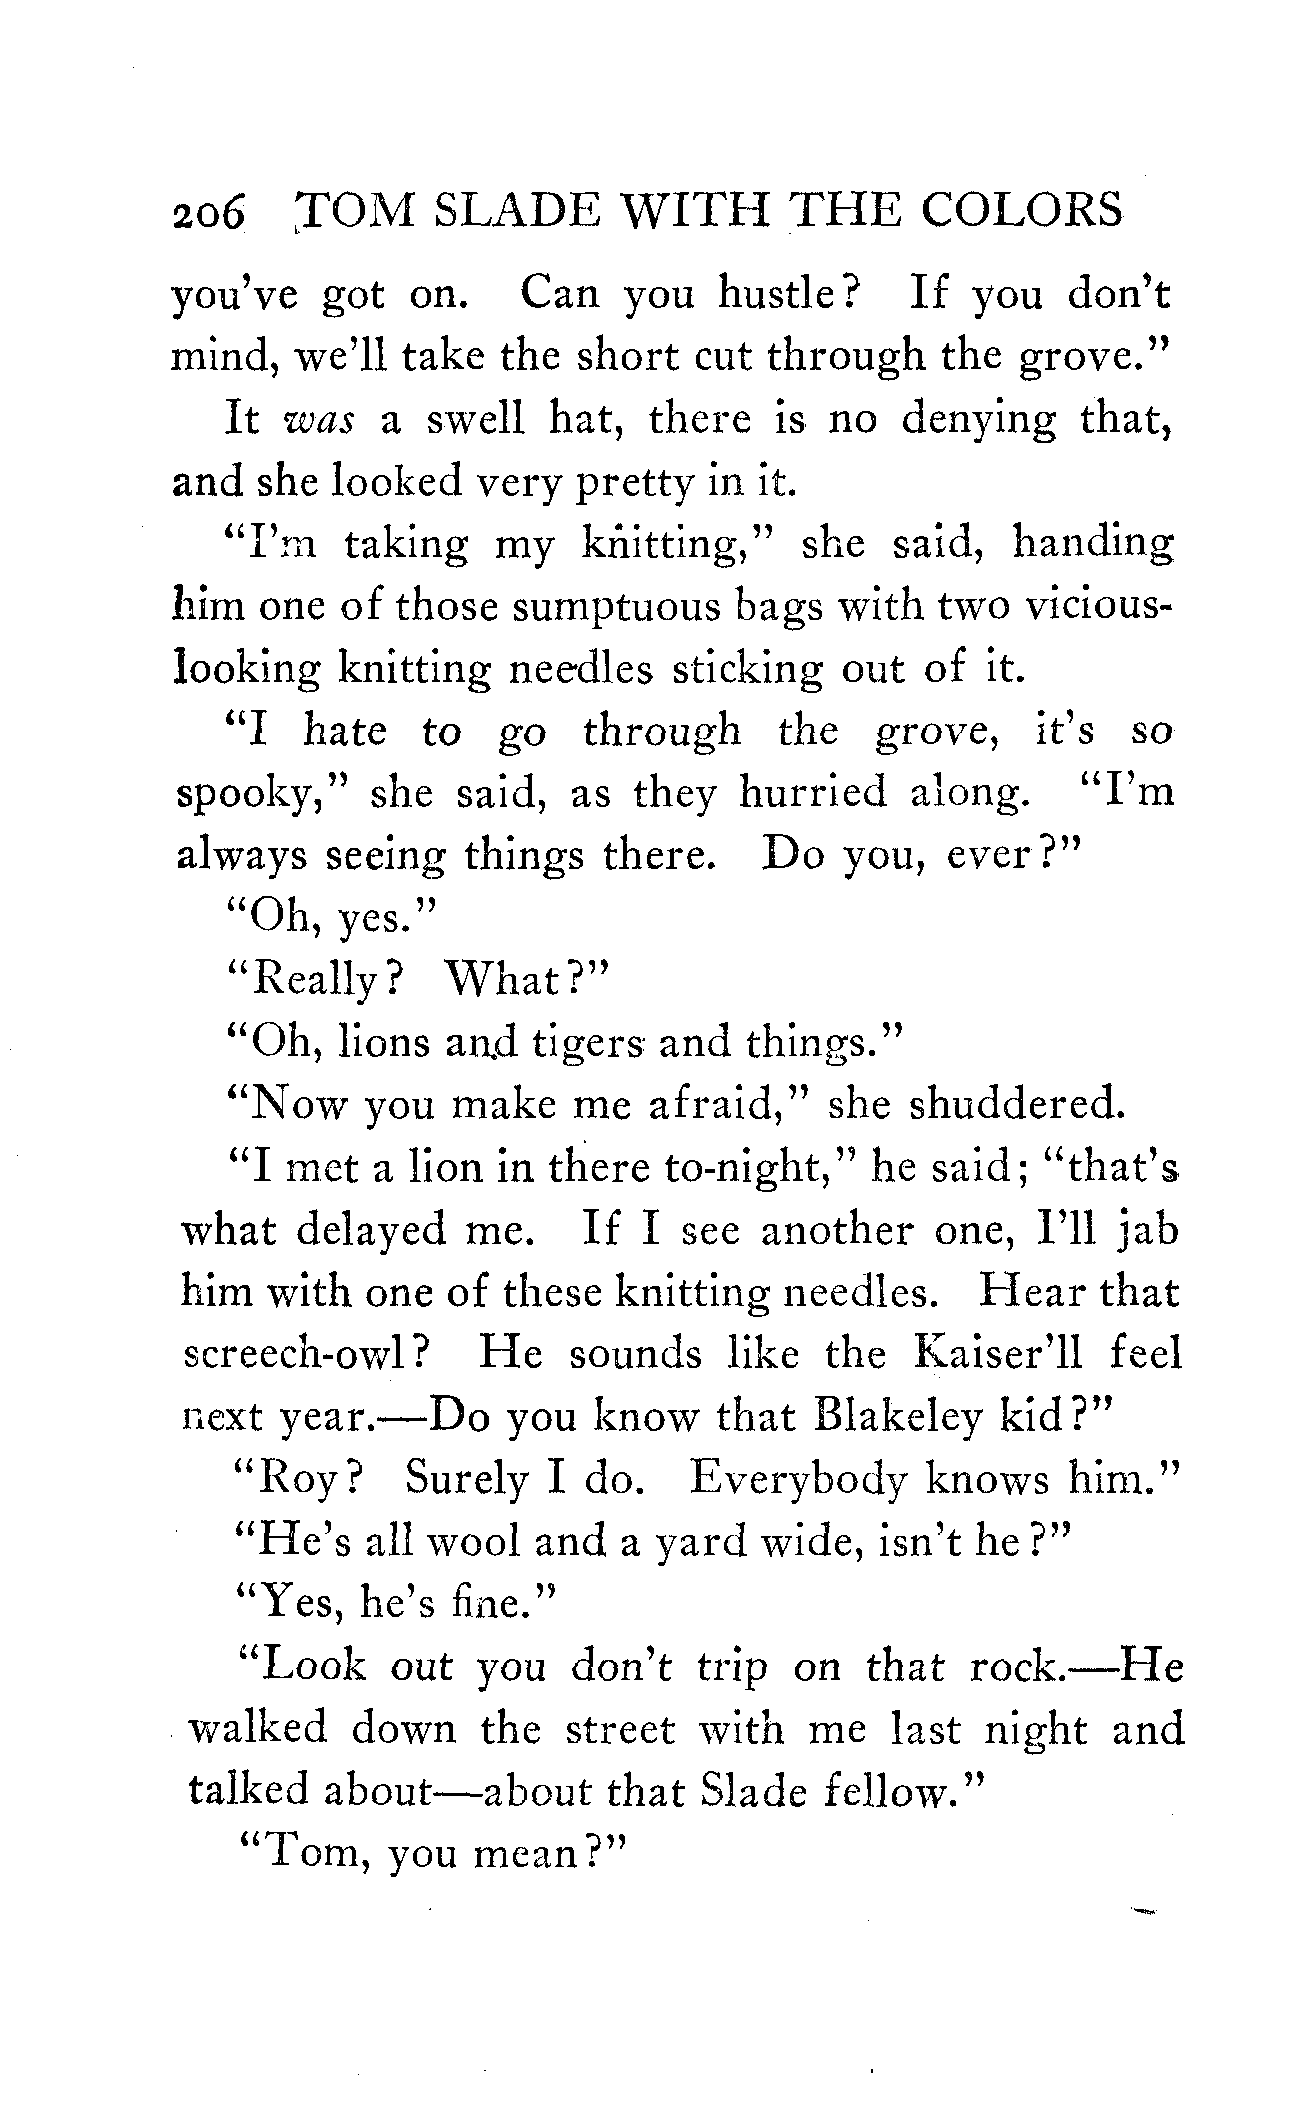 206 TOM SLADE WITH THE COLORS
you've got on. Can you hustle? If you don't
mind, we'll take the short cut through the grove."
It was a swell hat, there is no denying that,
and she looked very pretty in it.
"I'm taking my knitting," she said, handing
him one of those sumptuous bags with two vicious-
looking knitting needles sticking out of it.
"I hate to go through the grove, it's so
spooky," she said, as they hurried along. "I'm
always seeing things there. Do you, ever?"
"Oh, yes."
"Really? What?"
"Oh, lions and tigers and things."
"Now you make me afraid," she shuddered.
"I met a lion in there to-night," he said; "that's
what delayed me. If I see another one, I'll jab
him with one of these knitting needles. Hear that
screech-owl? He sounds like the Kaiser'll feel
next year.—Do you know that Blakeley kid?"
"Roy? Surely I do. Everybody knows him."
"He's all wool and a yard wide, isn't he?"
"Yes, he's fine."
"Look out you don't trip on that rock.—He
walked down the street with me last night and
talked about—about that Slade fellow."
"Tom, you mean?"